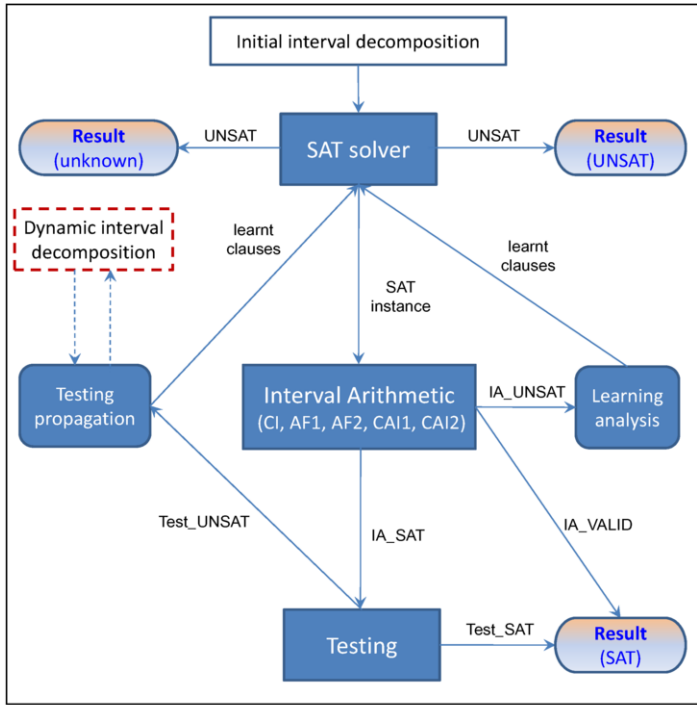 Initial interval decomposition
Result
(unknown)
UNSAT
SAT solver
UNSAT
Result
(UNSAT)
Dynamic interval
decomposition
learnt
clauses
SAT
instance
learnt
clauses
Testing
propagation
Interval Arithmetic
(CI, AF1, AF2, CAI1, CAI2)
IA_UNSAT
Learning
analysis
Test_UNSAT
IA_SAT
IA_VALID
Testing
Test_SAT
Result
(SAT)